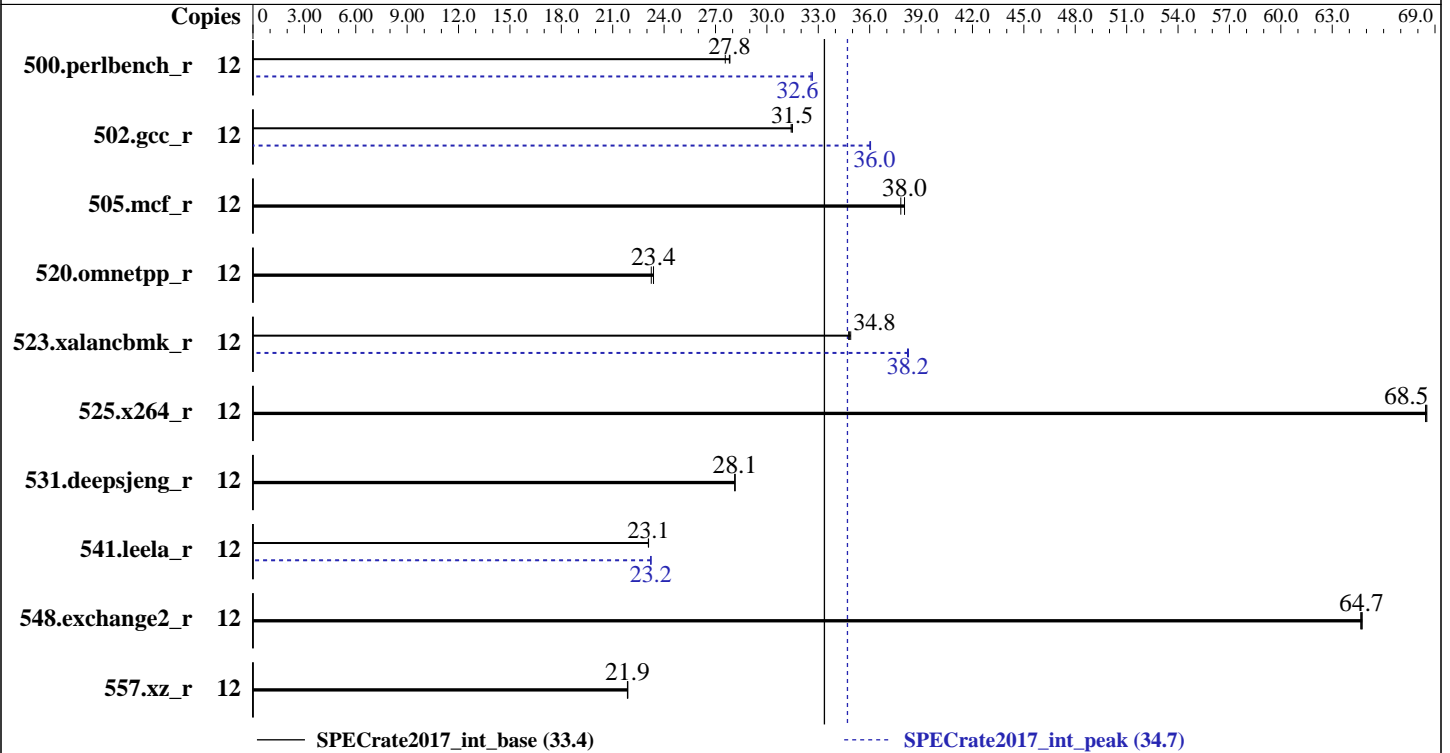 Copies 0 3.00 6.00 9.00 12.0 15.0 18.0 21.0 24.0 27.0 30.0 33.0 36.0 39.0 42.0 45.0 48.0 51.0 54.0 57.0 60.0 63.0 69.0
27.8
500.perlbench_r 12
32.6
31.5
502.gcc_r 12
36.0
38.0
505.mcf_r 12
23.4
520.omnetpp_r 12
34.8
523.xalancbmk_r 12
38.2
68.5
525.x264_r 12
28.1
531.deepsjeng_r 12
23.1
541.leela_r 12
23.2
64.7
548.exchange2_r 12
21.9
557.xz_r 12
SPECrate2017_int_base (33.4) SPECrate2017_int_peak (34.7)